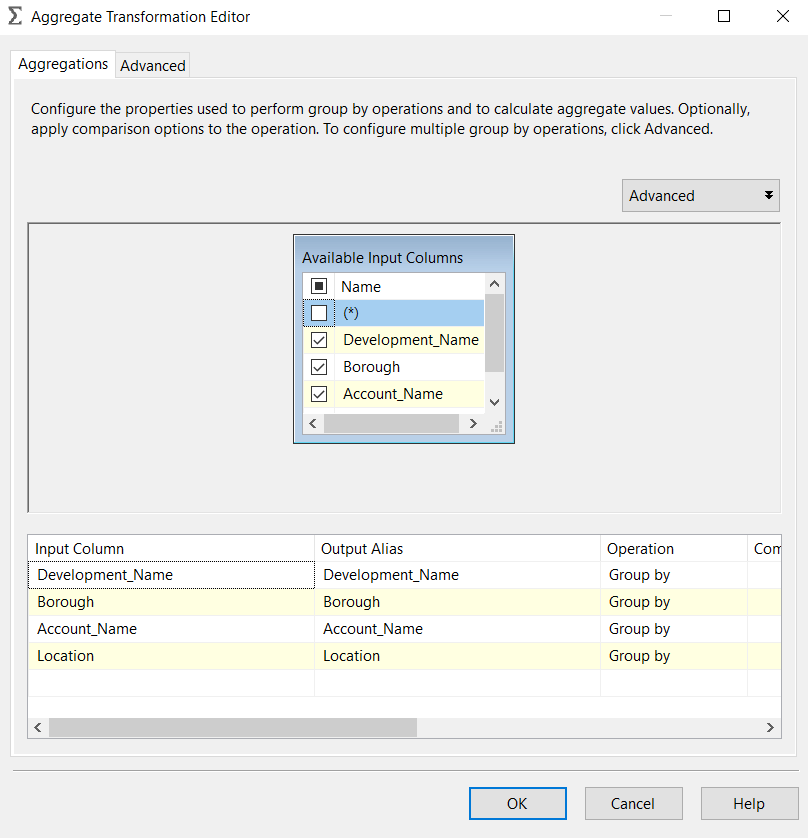 Aggregate Transformation Editor
Aggregations Advanced
Configure the properties used to perform group by operations and to calculate aggregate values. Optionally,
apply comparison options to the operation. To configure multiple group by operations, click Advanced.
Advanced
Available Input Columns
Name
(*)
Development_Name
Borough
Account_Name
Input Column Output Alias Operation Com
Development_Name Development_Name Group by
Borough Borough Group by
Account_Name Account_Name Group by
Location Location Group by
OK Cancel Help